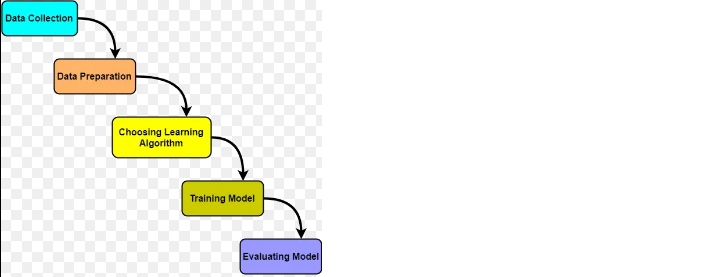 Data Collection
Data Preparation
Choosing Learning
Algorithm
Training Model
Evaluating Model